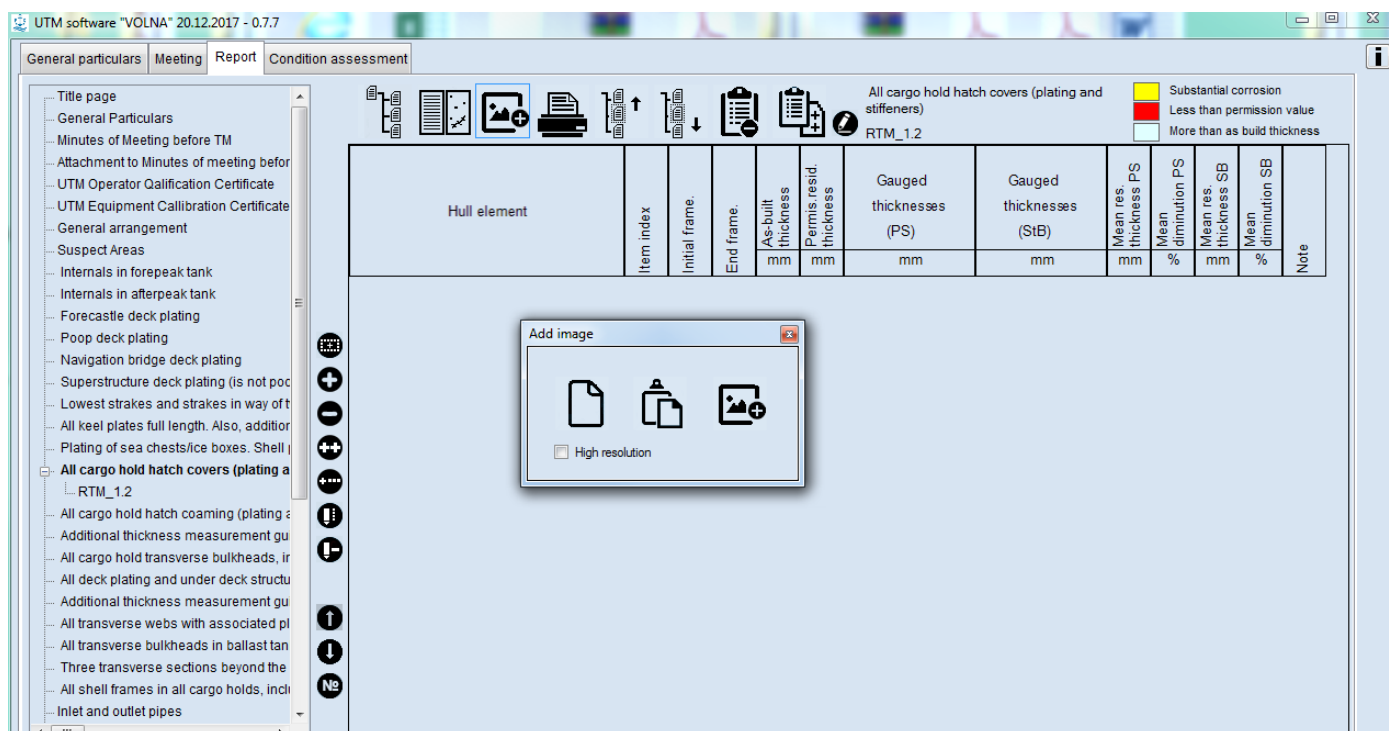 UTM software "VOLNA" 20.12.2017 - 0.7.7
General particulars
Meeting
Report
Condition assessment
Title page
General Particulars
Minutes of Meeting before TM
Attachment to Minutes of meeting befor
UTM Operator Qalification Certificate
UTM Equipment Callibration Certificate
General arrangement
Suspect Areas
Internals in forepeak tank
Internals in afterpeak tank
Forecastle deck plating
Poop deck plating
Navigation bridge deck plating
Superstructure deck plating (is not poc
Lowest strakes and strakes in way of t
All keel plates full length. Also, addition
Plating of sea chests/ice boxes. Shell
All cargo hold hatch covers (plating a
RTM_1.2
All cargo hold hatch coaming (plating a
Additional thickness measurement gu
All cargo hold transverse bulkheads, ir
All deck plating and under deck structu
Additional thickness measurement gu
All transverse webs with associated pl
All transverse bulkheads in ballast tan
Three transverse sections beyond the
All shell frames in all cargo holds, incl
Inlet and outlet pipes
№
All cargo hold hatch covers (plating and
stiffeners)
RTM_1.2
Substantial corrosion
Less than permission value
More than as build thickness
Hull element
Item index
Initial frame.
End frame.
As-built
thickness
mm
Permis.resid.
thickness
mm
Gauged
thicknesses
(PS)
mm
Gauged
thicknesses
(StB)
mm
Mean res.
thickness PS
mm
Mean
diminution PS
%
Mean res.
thickness SB
mm
Mean
diminution SB
%
Note
Add image
High resolution